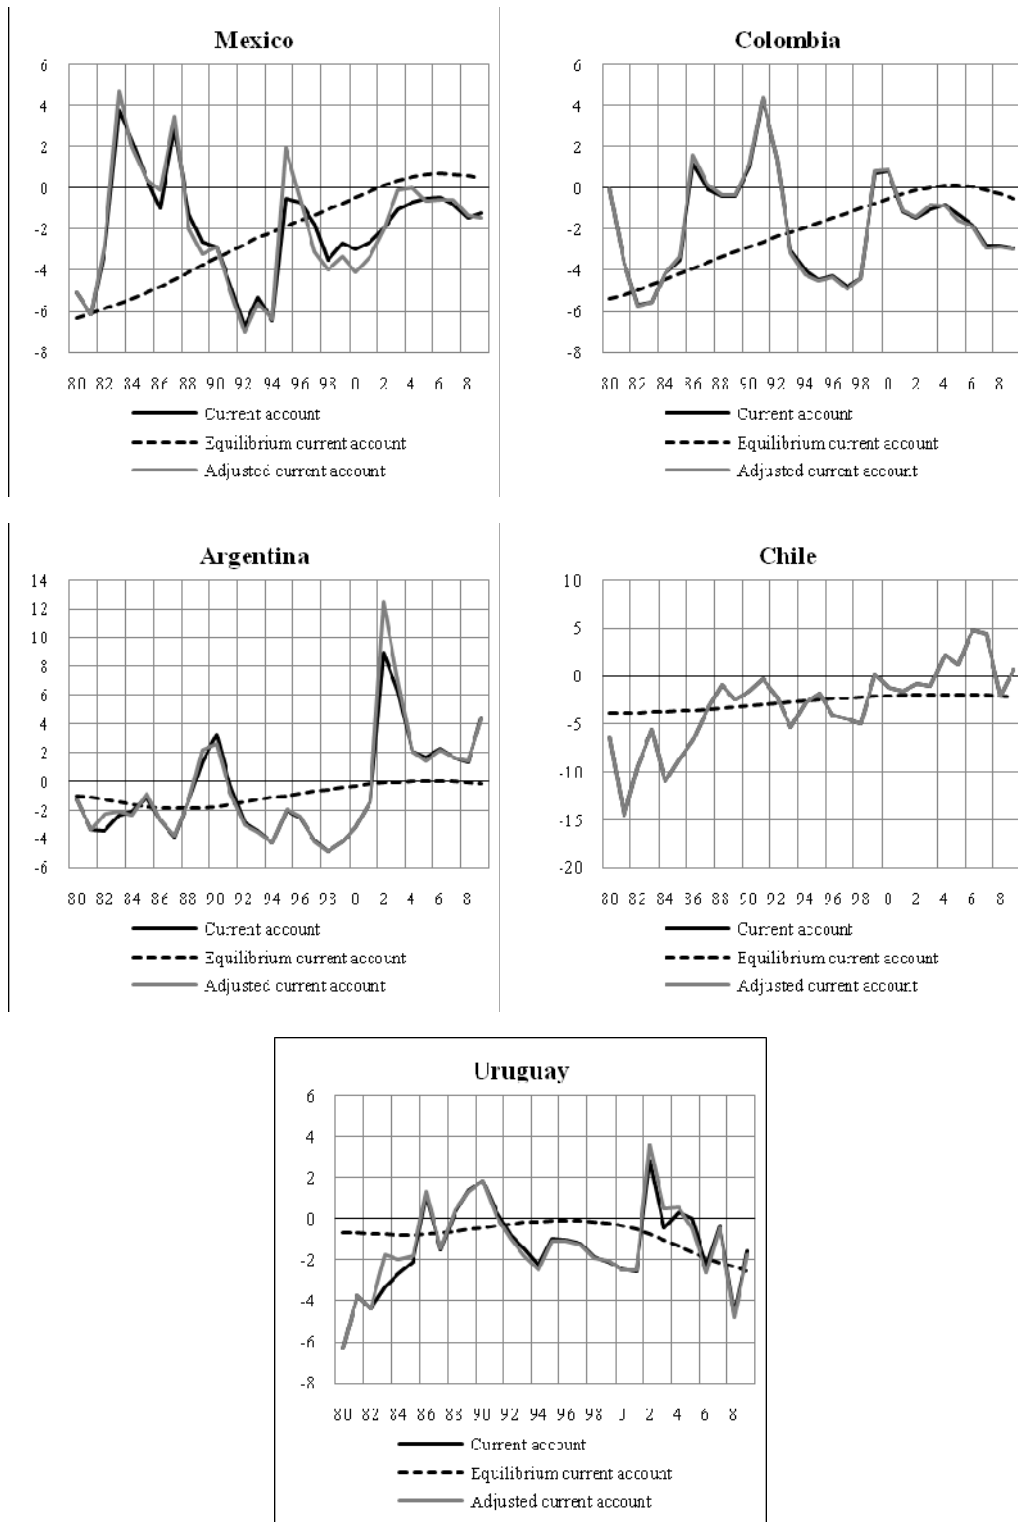 Mexico
6
4
2
0
-2
-4
-6
-8
80 82 84 86 88 90 92 94 96 98 0 2 4 6 8
Current account
Equilibrium current account
Adjusted current account
Colombia
6
4
2
0
-2
-4
-6
-8
80 82 84 86 88 90 92 94 96 98 0 2 4 6 8
Current account
Equilibrium current account
Adjusted current account
Argentina
14
12
10
8
6
4
2
0
-2
-4
-6
80 82 84 86 88 90 92 94 96 98 0 2 4 6 8
Current account
Equilibrium current account
Adjusted current account
Chile
10
5
0
-5
-10
-15
-20
80 82 84 86 88 90 92 94 96 98 0 2 4 6 8
Current account
Equilibrium current account
Adjusted current account
Uruguay
6
4
2
0
-2
-4
-6
-8
80 82 84 86 88 90 92 94 96 98 0 2 4 6 8
Current account
Equilibrium current account
Adjusted current account